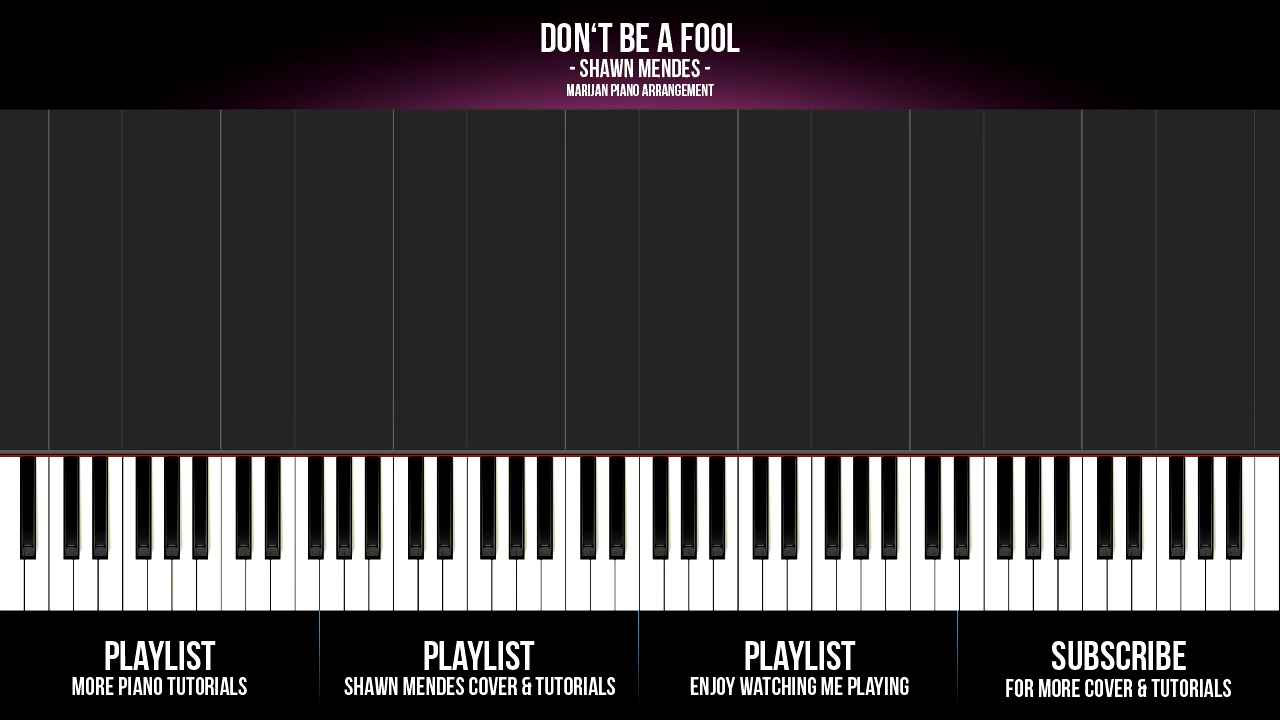 DON‘T BE A FOOL
- SHAWN MENDES -
MARIJAN PIANO ARRANGEMENT
PLAYLIST
MORE PIANO TUTORIALS
PLAYLIST
SHAWN MENDES COVER & TUTORIALS
PLAYLIST
ENJOY WATCHING ME PLAYING
SUBSCRIBE
FOR MORE COVER & TUTORIALS